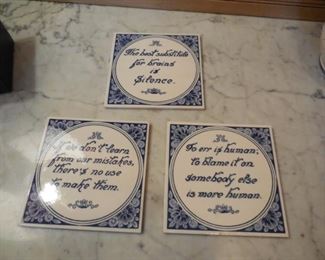 The best substitute
for brains
is
Silence.
If we don't learn
from our mistakes,
there's no use
to make them.
To err is human;
to blame it on
somebody else
is more human.